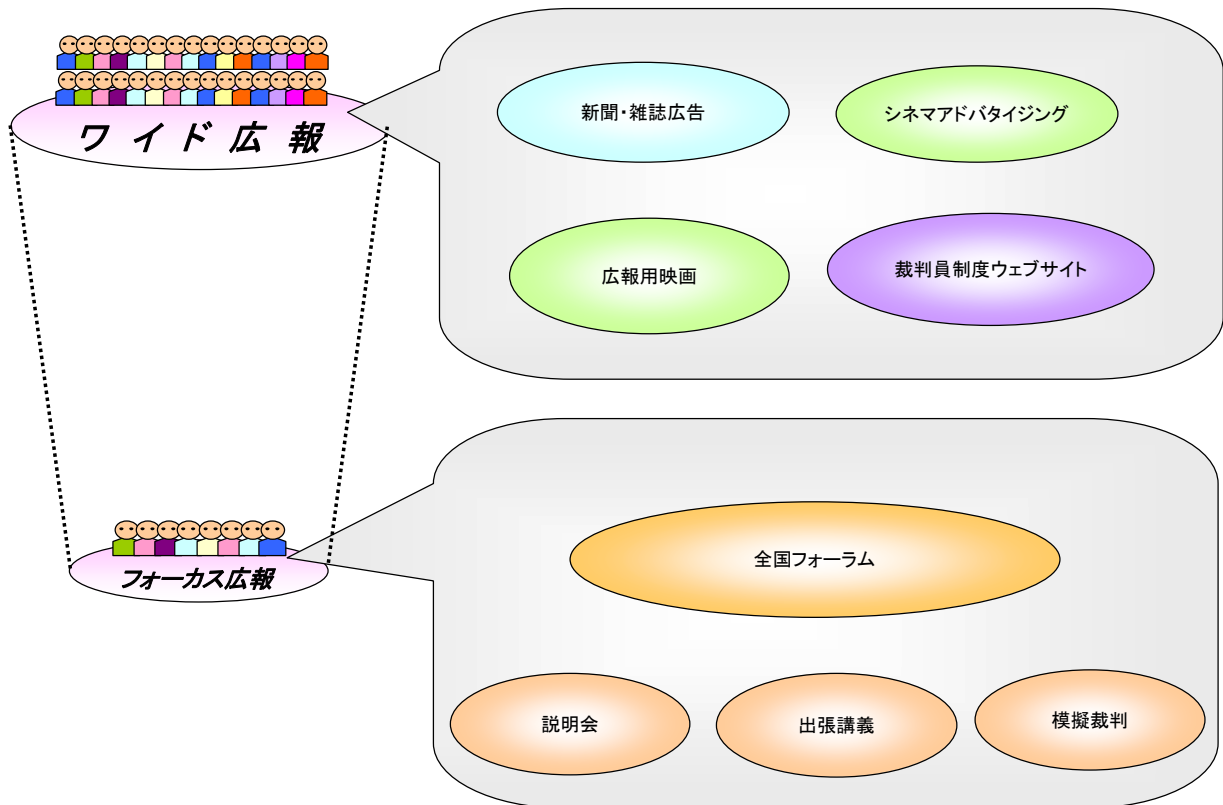 ワイド広報
新聞・雑誌広告
シネマアドバタイジング
広報用映画
裁判員制度ウェブサイト
フォーカス広報
全国フォーラム
説明会
出張講義
模擬裁判